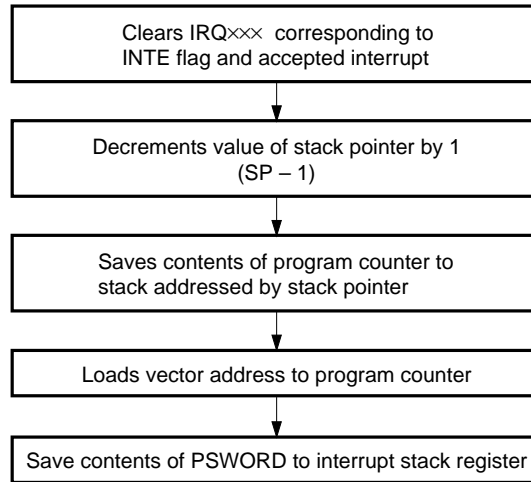 Clears IRQ××× corresponding to
INTE flag and accepted interrupt
Decrements value of stack pointer by 1
(SP – 1)
Saves contents of program counter to
stack addressed by stack pointer
Loads vector address to program counter
Save contents of PSWORD to interrupt stack register